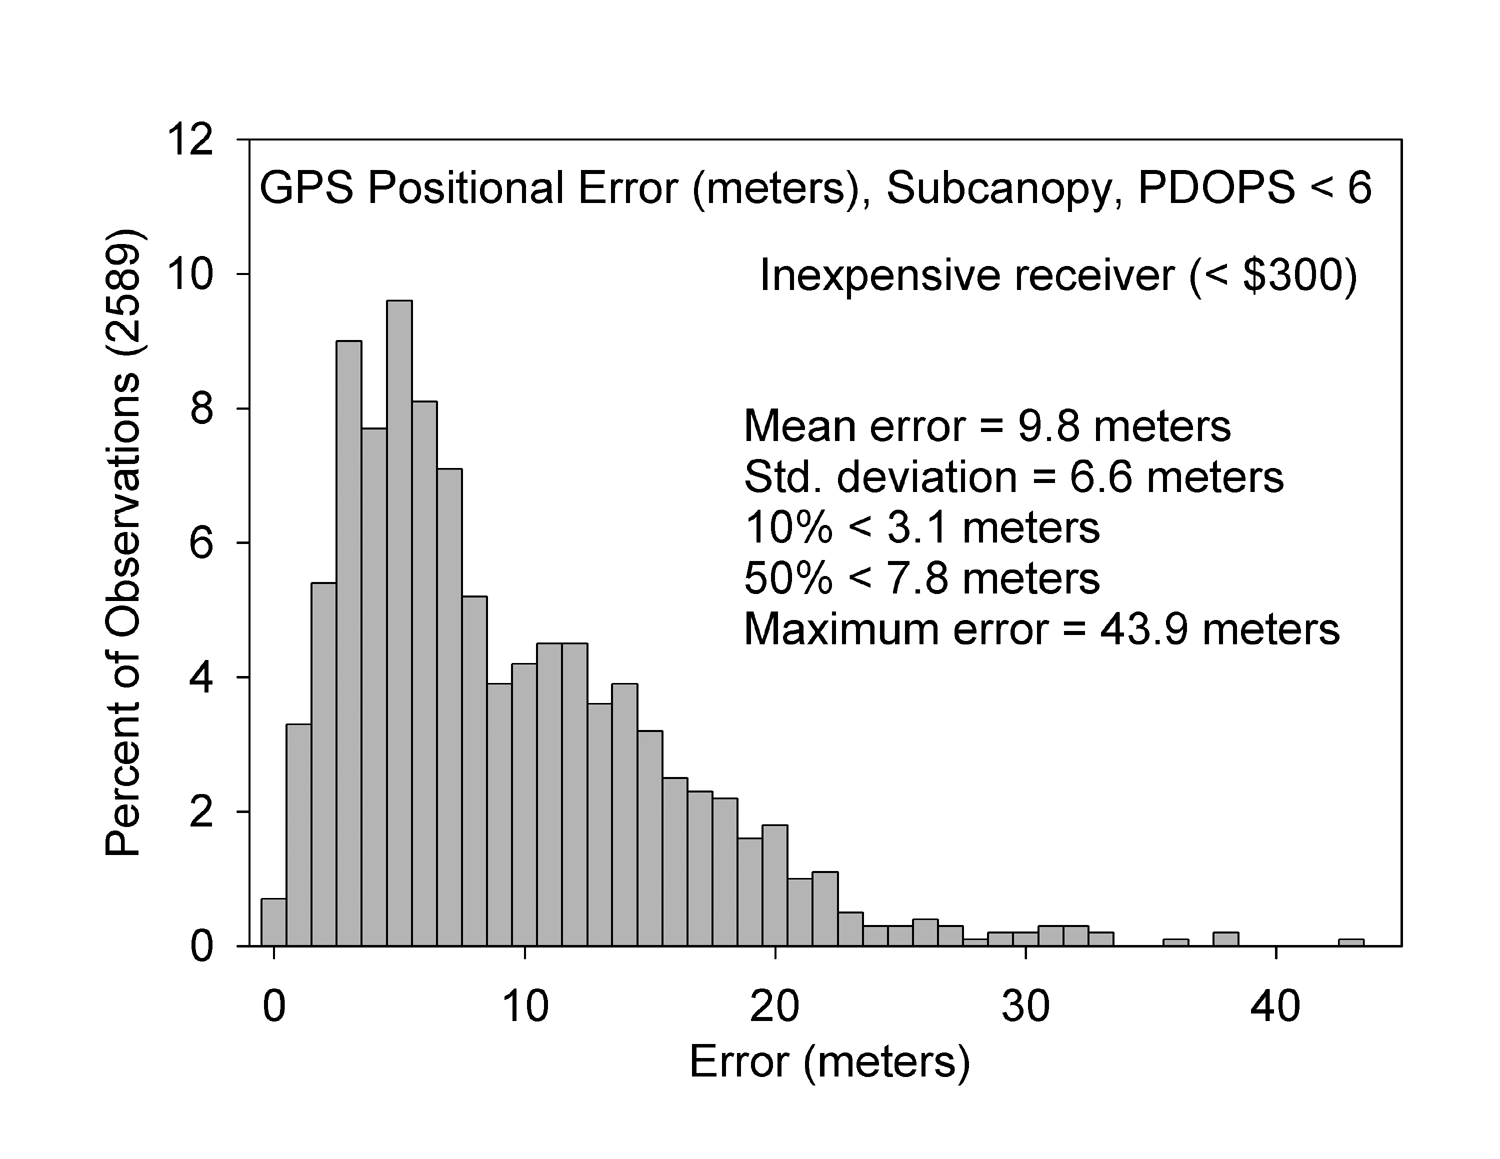 GPS Positional Error (meters), Subcanopy, PDOPS < 6
Inexpensive receiver (< $300)
Mean error = 9.8 meters
Std. deviation = 6.6 meters
10% < 3.1 meters
50% < 7.8 meters
Maximum error = 43.9 meters
Percent of Observations (2589)
12
10
8
6
4
2
0
0 10 20 30 40
Error (meters)